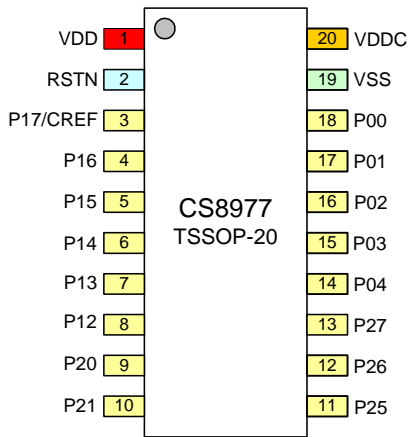 VDD 1 20 VDDC
RSTN 2 19 VSS
P17/CREF 3 18 P00
P16 4 17 P01
P15 5 16 P02
CS8977
TSSOP-20
P14 6 15 P03
P13 7 14 P04
P12 8 13 P27
P20 9 12 P26
P21 10 11 P25